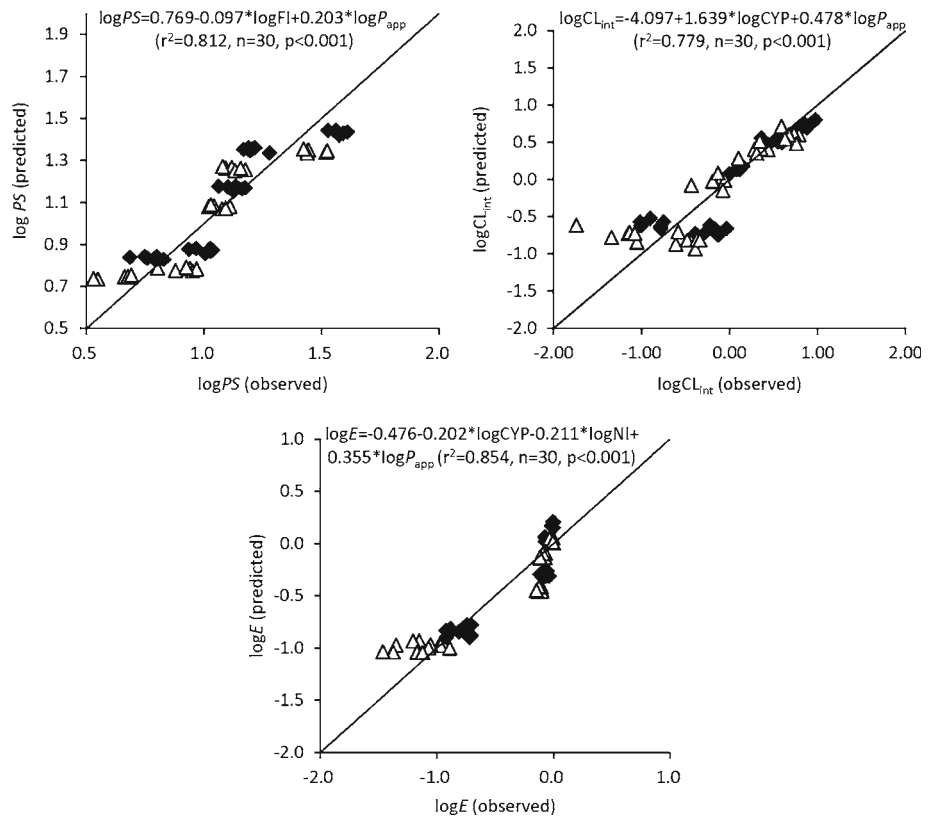 logPS=0.769-0.097*logFI+0.203*logPapp
(r²=0.812, n=30, p<0.001)
2.1
1.9
1.7
1.5
1.3
1.1
0.9
0.7
0.5
log PS (predicted)
0.5 1.0 1.5 2.0
logPS (observed)
logCLint=-4.097+1.639*logCYP+0.478*logPapp
(r²=0.779, n=30, p<0.001)
2.0
1.5
1.0
0.5
0.0
-0.5
-1.0
-1.5
-2.0
logCLint (predicted)
-2.00 -1.00 0.00 1.00 2.00
logCLint (observed)
logE=-0.476-0.202*logCYP-0.211*logNI+
0.355*logPapp (r²=0.854, n=30, p<0.001)
1.0
0.5
0.0
-0.5
-1.0
-1.5
-2.0
logE (predicted)
-2.0 -1.0 0.0 1.0
logE (observed)